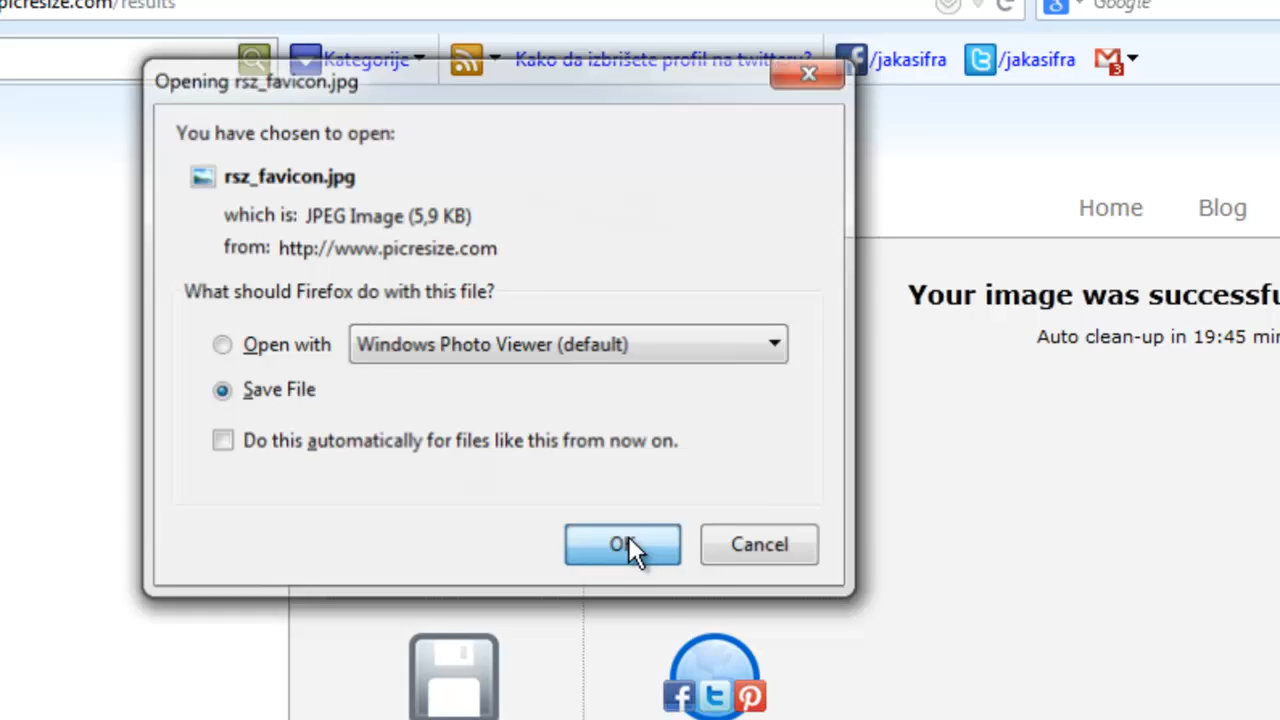 picresize.com/results
Google
Kategorije
Kako da izbrišete profil na twitteru?
/jakasifra
/jakasifra
3
Opening rsz_favicon.jpg
You have chosen to open:
rsz_favicon.jpg
which is: JPEG Image (5,9 KB)
from: http://www.picresize.com
Home
Blog
What should Firefox do with this file?
Your image was successfu
Auto clean-up in 19:45 min
Open with
Windows Photo Viewer (default)
Save File
Do this automatically for files like this from now on.
OK
Cancel